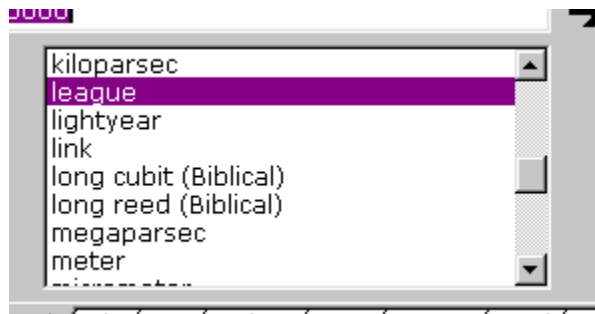 kiloparsec
league
lightyear
link
long cubit (Biblical)
long reed (Biblical)
megaparsec
meter